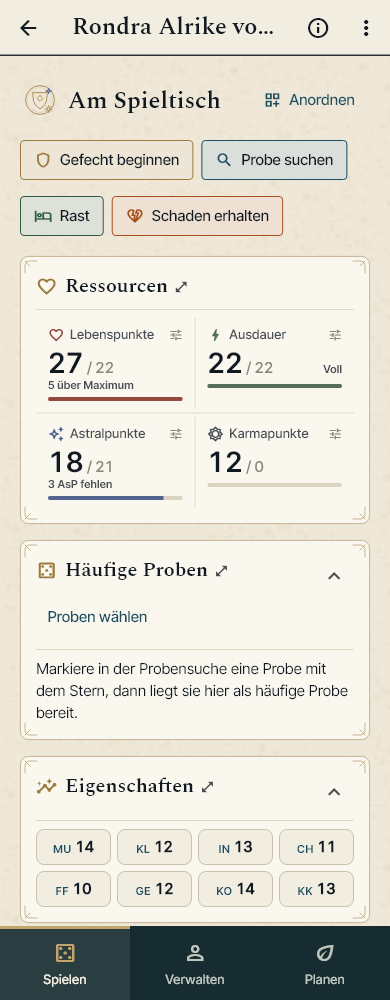 Rondra Alrike vo...
Am Spieltisch
Anordnen
Gefecht beginnen
Probe suchen
Rast
Schaden erhalten
Ressourcen
Lebenspunkte
27 / 22
5 über Maximum
Ausdauer
22 / 22
Voll
Astralpunkte
18 / 21
3 AsP fehlen
Karmapunkte
12 / 0
Häufige Proben
Proben wählen
Markiere in der Probensuche eine Probe mit
dem Stern, dann liegt sie hier als häufige Probe
bereit.
Eigenschaften
MU 14
KL 12
IN 13
CH 11
FF 10
GE 12
KO 14
KK 13
Spielen
Verwalten
Planen